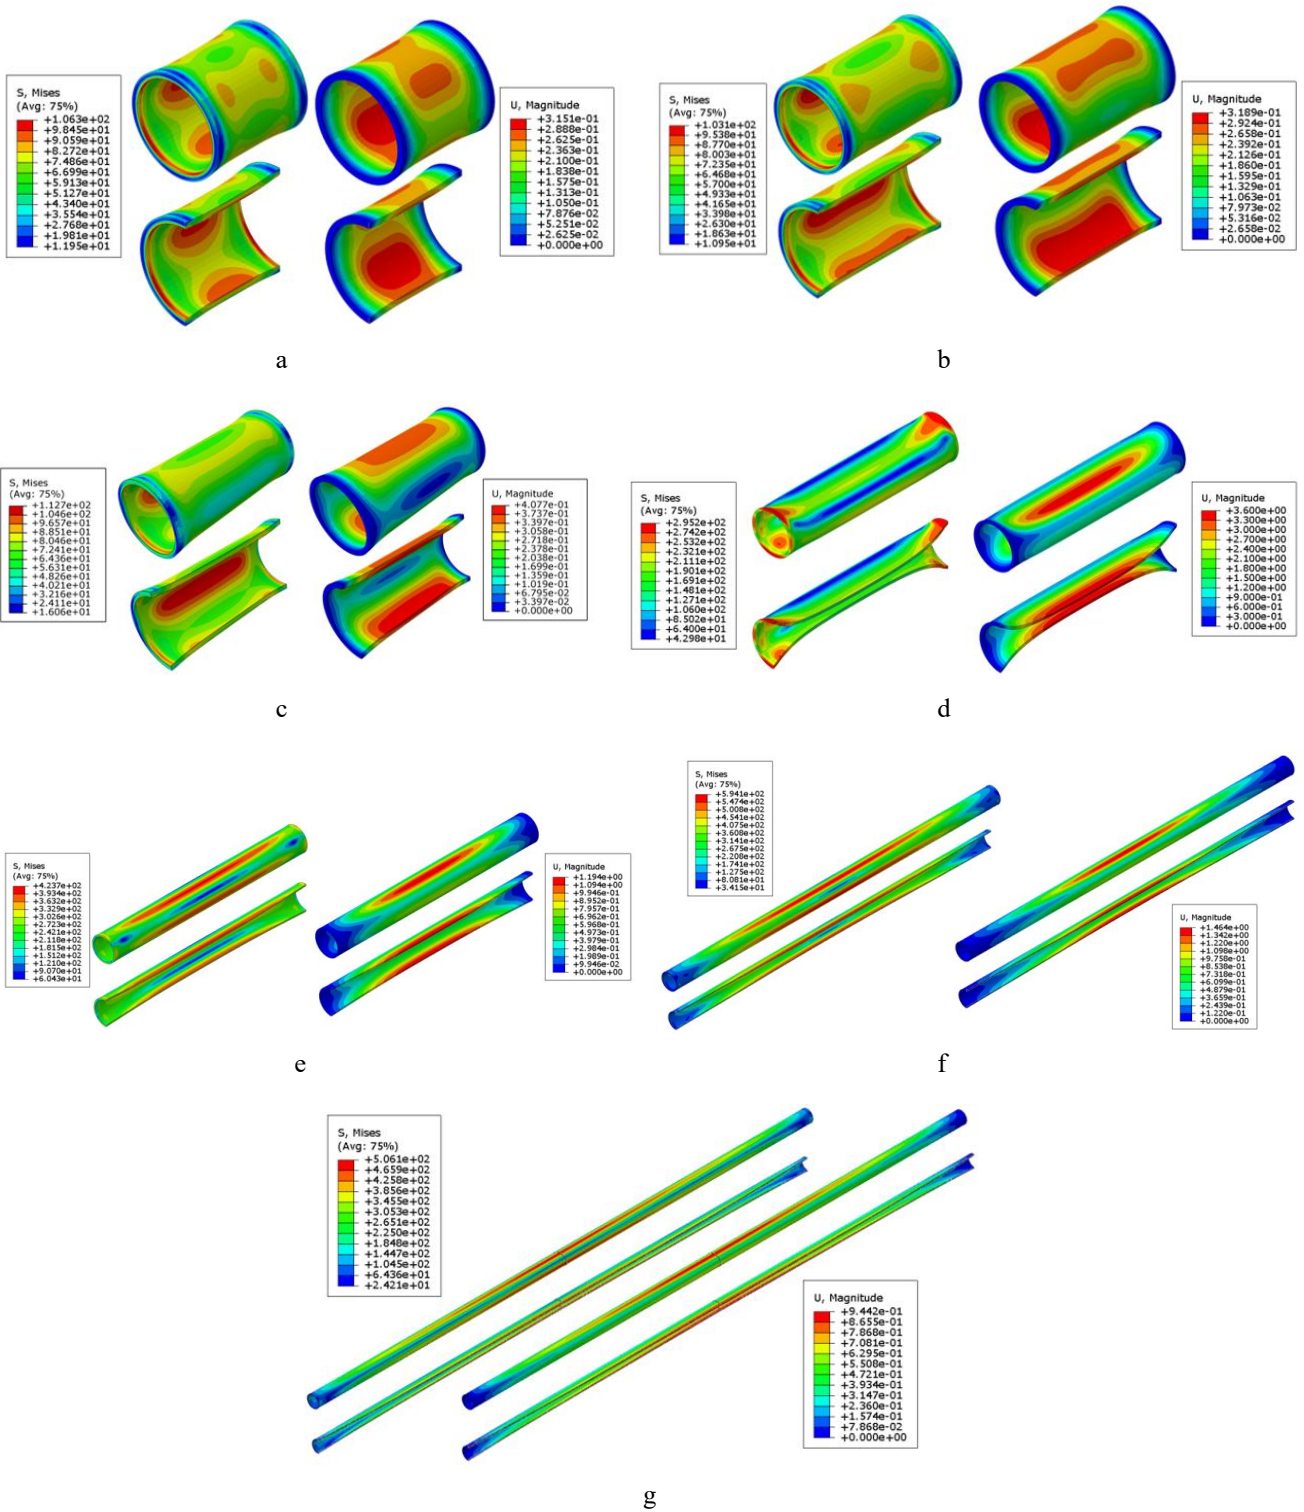 S, Mises
(Avg: 75%)
+1.063e+02
+9.845e+01
+9.059e+01
+8.272e+01
+7.486e+01
+6.699e+01
+5.913e+01
+5.127e+01
+4.340e+01
+3.554e+01
+2.768e+01
+1.981e+01
+1.195e+01
U, Magnitude
+3.151e-01
+2.888e-01
+2.625e-01
+2.363e-01
+2.100e-01
+1.838e-01
+1.575e-01
+1.313e-01
+1.050e-01
+7.876e-02
+5.251e-02
+2.625e-02
+0.000e+00
a
S, Mises
(Avg: 75%)
+1.031e+02
+9.538e+01
+8.770e+01
+8.003e+01
+7.235e+01
+6.468e+01
+5.700e+01
+4.933e+01
+4.165e+01
+3.398e+01
+2.630e+01
+1.863e+01
+1.095e+01
U, Magnitude
+3.189e-01
+2.924e-01
+2.658e-01
+2.392e-01
+2.126e-01
+1.860e-01
+1.595e-01
+1.329e-01
+1.063e-01
+7.973e-02
+5.316e-02
+2.658e-02
+0.000e+00
b
S, Mises
(Avg: 75%)
+1.127e+02
+1.046e+02
+9.657e+01
+8.851e+01
+8.046e+01
+7.241e+01
+6.436e+01
+5.631e+01
+4.826e+01
+4.021e+01
+3.216e+01
+2.411e+01
+1.606e+01
U, Magnitude
+4.077e-01
+3.737e-01
+3.397e-01
+3.058e-01
+2.718e-01
+2.378e-01
+2.038e-01
+1.699e-01
+1.359e-01
+1.019e-01
+6.795e-02
+3.397e-02
+0.000e+00
c
S, Mises
(Avg: 75%)
+2.952e+02
+2.742e+02
+2.532e+02
+2.321e+02
+2.111e+02
+1.901e+02
+1.691e+02
+1.481e+02
+1.271e+02
+1.060e+02
+8.502e+01
+6.400e+01
+4.298e+01
U, Magnitude
+3.600e+00
+3.300e+00
+3.000e+00
+2.700e+00
+2.400e+00
+2.100e+00
+1.800e+00
+1.500e+00
+1.200e+00
+9.000e-01
+6.000e-01
+3.000e-01
+0.000e+00
d
S, Mises
(Avg: 75%)
+4.237e+02
+3.934e+02
+3.632e+02
+3.329e+02
+3.026e+02
+2.723e+02
+2.421e+02
+2.118e+02
+1.815e+02
+1.512e+02
+1.210e+02
+9.070e+01
+6.043e+01
U, Magnitude
+1.194e+00
+1.094e+00
+9.946e-01
+8.952e-01
+7.957e-01
+6.962e-01
+5.968e-01
+4.973e-01
+3.979e-01
+2.984e-01
+1.989e-01
+9.946e-02
+0.000e+00
e
S, Mises
(Avg: 75%)
+5.941e+02
+5.474e+02
+5.008e+02
+4.541e+02
+4.075e+02
+3.608e+02
+3.141e+02
+2.675e+02
+2.208e+02
+1.741e+02
+1.275e+02
+8.081e+01
+3.415e+01
U, Magnitude
+1.464e+00
+1.342e+00
+1.220e+00
+1.098e+00
+9.758e-01
+8.538e-01
+7.318e-01
+6.099e-01
+4.879e-01
+3.659e-01
+2.439e-01
+1.220e-01
+0.000e+00
f
S, Mises
(Avg: 75%)
+5.061e+02
+4.659e+02
+4.258e+02
+3.856e+02
+3.455e+02
+3.053e+02
+2.651e+02
+2.250e+02
+1.848e+02
+1.447e+02
+1.045e+02
+6.436e+01
+2.421e+01
U, Magnitude
+9.442e-01
+8.655e-01
+7.868e-01
+7.081e-01
+6.295e-01
+5.508e-01
+4.721e-01
+3.934e-01
+3.147e-01
+2.360e-01
+1.574e-01
+7.868e-02
+0.000e+00
g